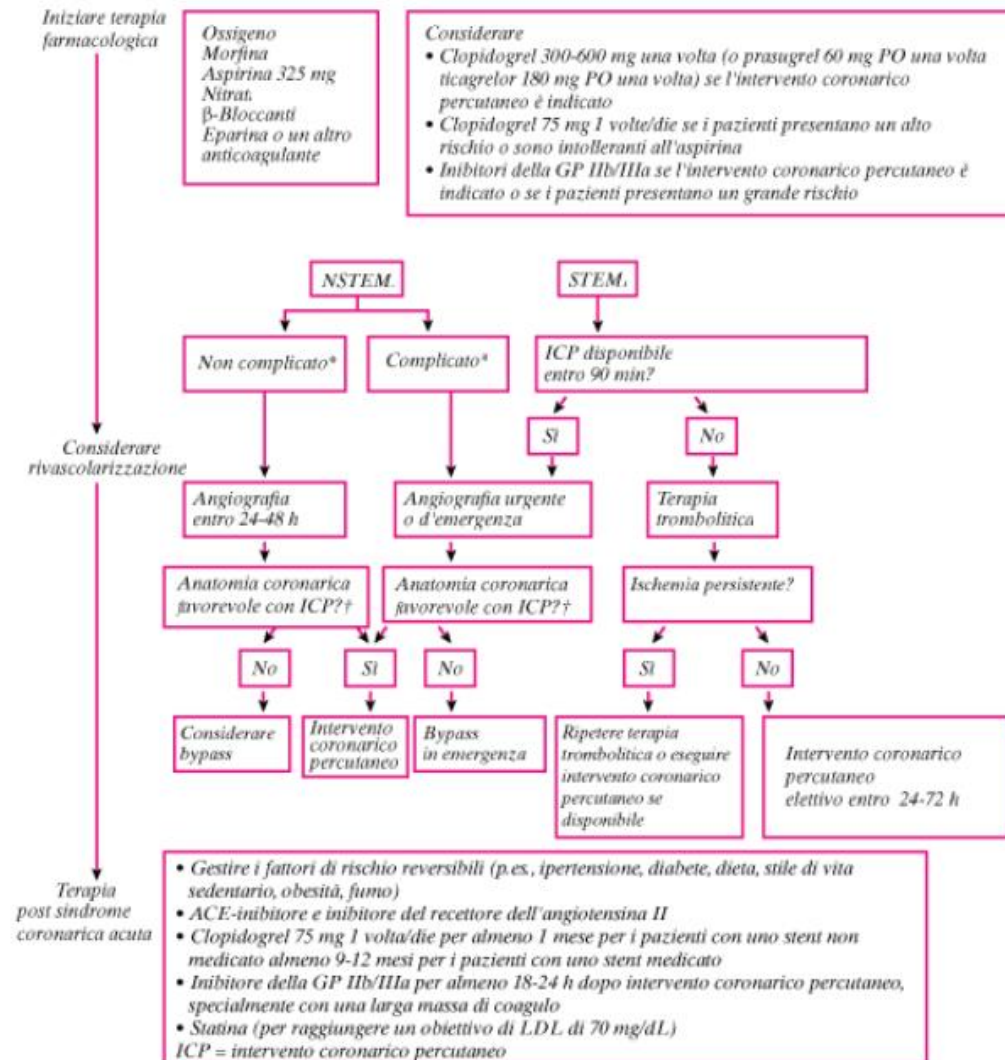 Iniziare terapia
farmacologica
Ossigeno
Morfina
Aspirina 325 mg
Nitrat.
β-Bloccanti
Eparina o un altro
anticoagulante
Considerare
• Clopidogrel 300-600 mg una volta (o prasugrel 60 mg PO una volta
ticagrelor 180 mg PO una volta) se l'intervento coronarico
percutaneo è indicato
• Clopidogrel 75 mg 1 volte/die se i pazienti presentano un alto
rischio o sono intolleranti all'aspirina
• Inibitori della GP IIb/IIIa se l'intervento coronarico percutaneo è
indicato o se i pazienti presentano un grande rischio
NSTEM.
STEM.
Non complicato*
Complicato*
ICP disponibile
entro 90 min?
Sì
No
Considerare
rivascolarizzazione
Angiografia
entro 24-48 h
Angiografia urgente
o d'emergenza
Terapia
trombolitica
Anatomia coronarica
favorevole con ICP?†
Anatomia coronarica
favorevole con ICP?†
Ischemia persistente?
No
Sì
No
Sì
No
Considerare
bypass
Intervento
coronarico
percutaneo
Bypass
in emergenza
Ripetere terapia
trombolitica o eseguire
intervento coronarico
percutaneo se
disponibile
Intervento coronarico
percutaneo
elettivo entro 24-72 h
Terapia
post sindrome
coronarica acuta
• Gestire i fattori di rischio reversibili (p.es., ipertensione, diabete, dieta, stile di vita
sedentario, obesità, fumo)
• ACE-inibitore e inibitore del recettore dell'angiotensina II
• Clopidogrel 75 mg 1 volta/die per almeno 1 mese per i pazienti con uno stent non
medicato almeno 9-12 mesi per i pazienti con uno stent medicato
• Inibitore della GP IIb/IIIa per almeno 18-24 h dopo intervento coronarico percutaneo,
specialmente con una larga massa di coagulo
• Statina (per raggiungere un obiettivo di LDL di 70 mg/dL)
ICP = intervento coronarico percutaneo